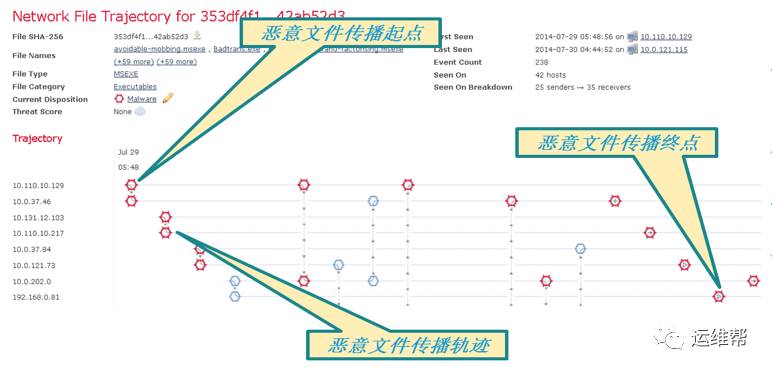 Network File Trajectory for 353df4f1...42ab52d3
File SHA-256 353df4f1...42ab52d3
File Names avoidable-mobbing.msexe, Badtrans.exe,
(+59 more) (+59 more)
File Type MSEXE
File Category Executables
Current Disposition Malware
Threat Score None
First Seen 2014-07-29 05:48:56 on 10.110.10.129
Last Seen 2014-07-30 04:44:52 on 10.0.121.115
Event Count 238
Seen On 42 hosts
Seen On Breakdown 25 senders → 35 receivers
恶意文件传播起点
Trajectory
恶意文件传播终点
Jul 29
05:48
10.110.10.129
10.0.37.46
10.131.12.103
10.110.10.217
10.0.37.84
10.0.121.73
10.0.202.0
192.168.0.81
恶意文件传播轨迹
运维帮